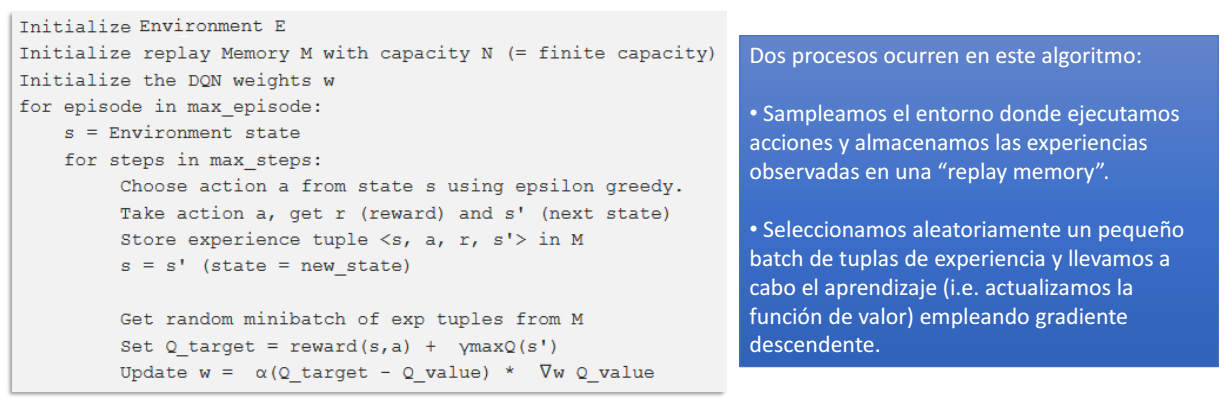 Initialize Environment E
Initialize replay Memory M with capacity N (= finite capacity)
Initialize the DQN weights w
for episode in max_episode:
s = Environment state
for steps in max_steps:
Choose action a from state s using epsilon greedy.
Take action a, get r (reward) and s' (next state)
Store experience tuple <s, a, r, s'> in M
s = s' (state = new_state)
Get random minibatch of exp tuples from M
Set Q_target = reward(s,a) + γmaxQ(s')
Update w = α(Q_target - Q_value) * ∇w Q_value
Dos procesos ocurren en este algoritmo:
• Sampleamos el entorno donde ejecutamos
acciones y almacenamos las experiencias
observadas en una “replay memory”.
• Seleccionamos aleatoriamente un pequeño
batch de tuplas de experiencia y llevamos a
cabo el aprendizaje (i.e. actualizamos la
función de valor) empleando gradiente
descendente.